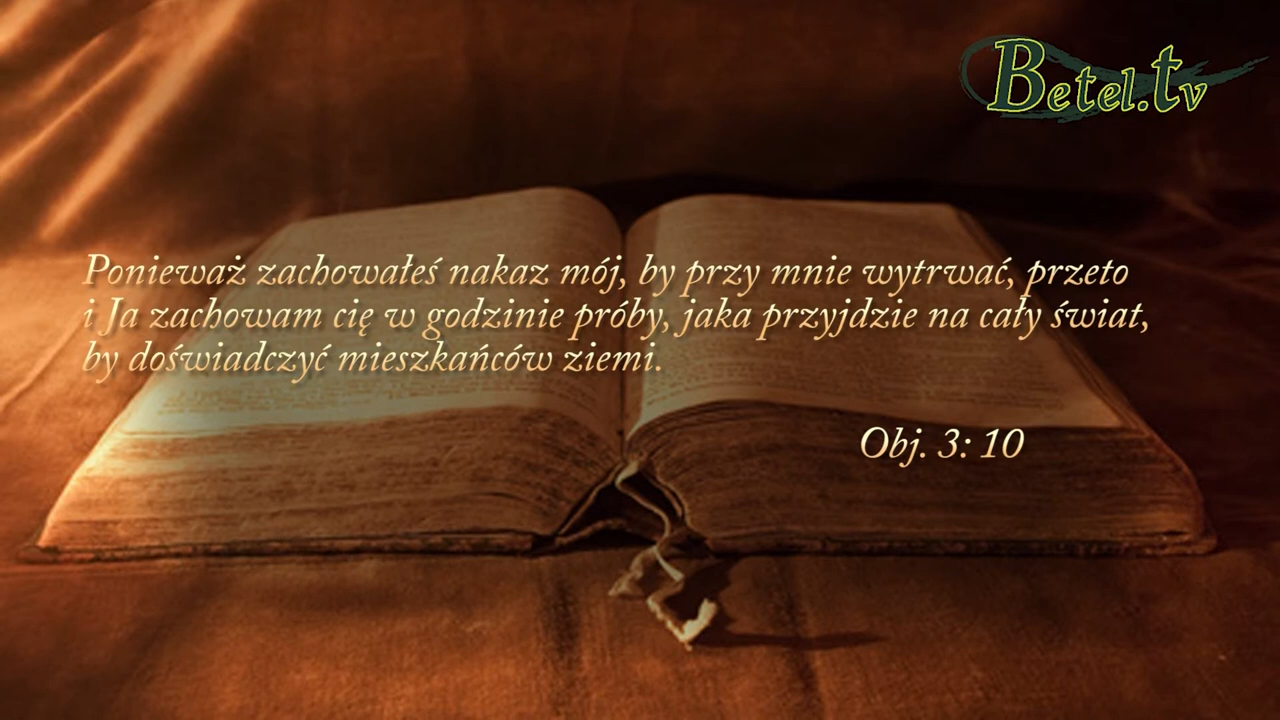 Betel.tv
Ponieważ zachowałeś nakaz mój, by przy mnie wytrwać, przeto
i Ja zachowam cię w godzinie próby, jaka przyjdzie na cały świat,
by doświadczyć mieszkańców ziemi.
Obj. 3: 10